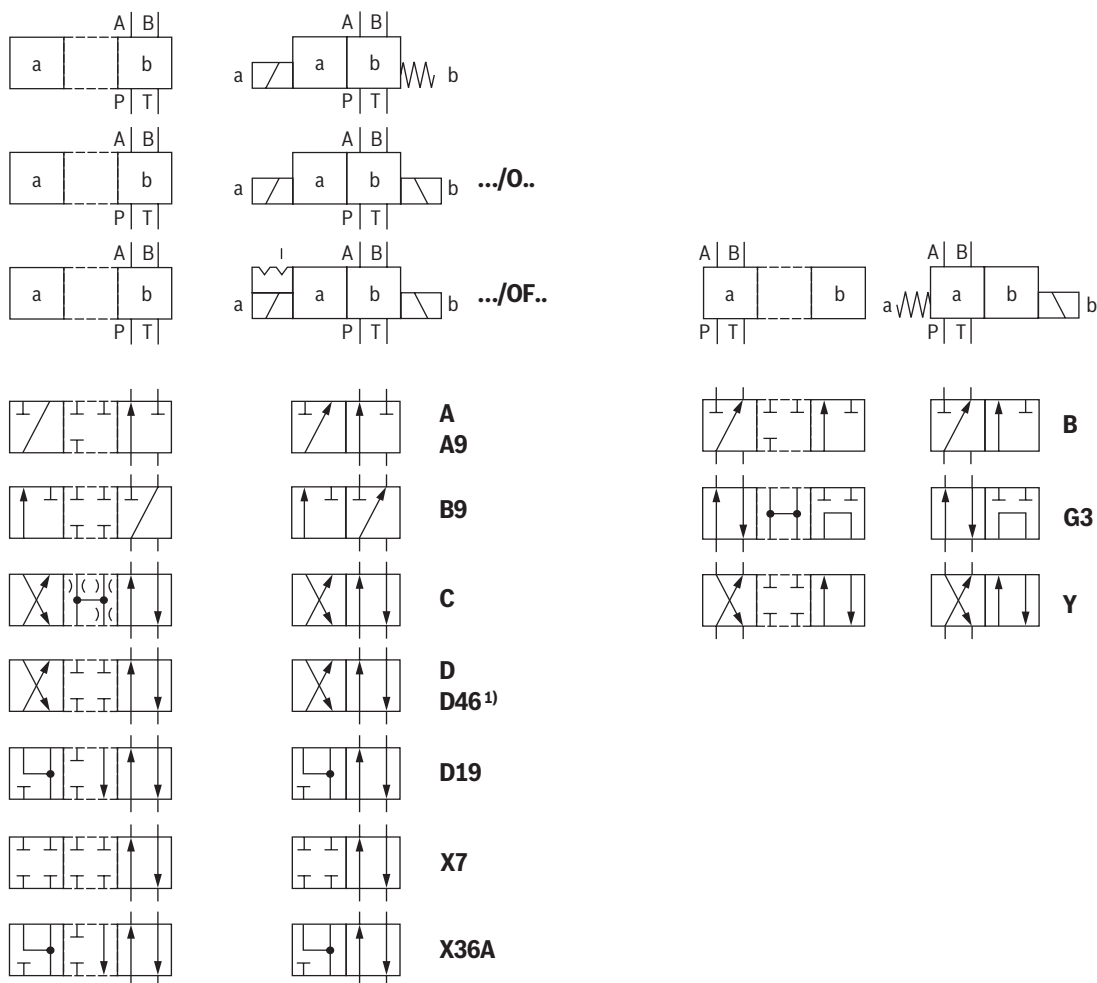 A B A B
a b a a b b
P T P T
A B A B
a b a a b b .../O..
P T P T
A B I A B A B A B
a b a a b b .../OF.. a b a a b b
P T P T P T P T
A B
A9
B9 G3
C Y
D
D46 1)
D19
X7
X36A